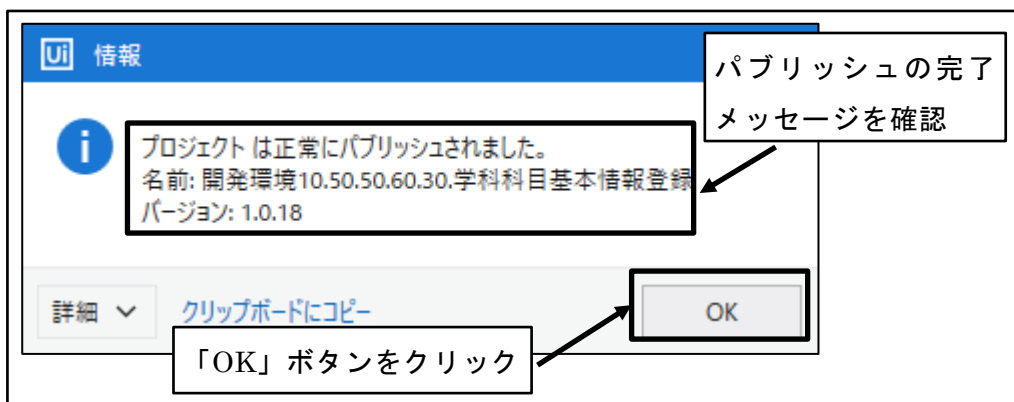 Ui 情報
パブリッシュの完了
メッセージを確認
プロジェクト は正常にパブリッシュされました。
名前: 開発環境10.50.50.60.30.学科科目基本情報登録
バージョン: 1.0.18
詳細
クリップボードにコピー
OK
「OK」ボタンをクリック